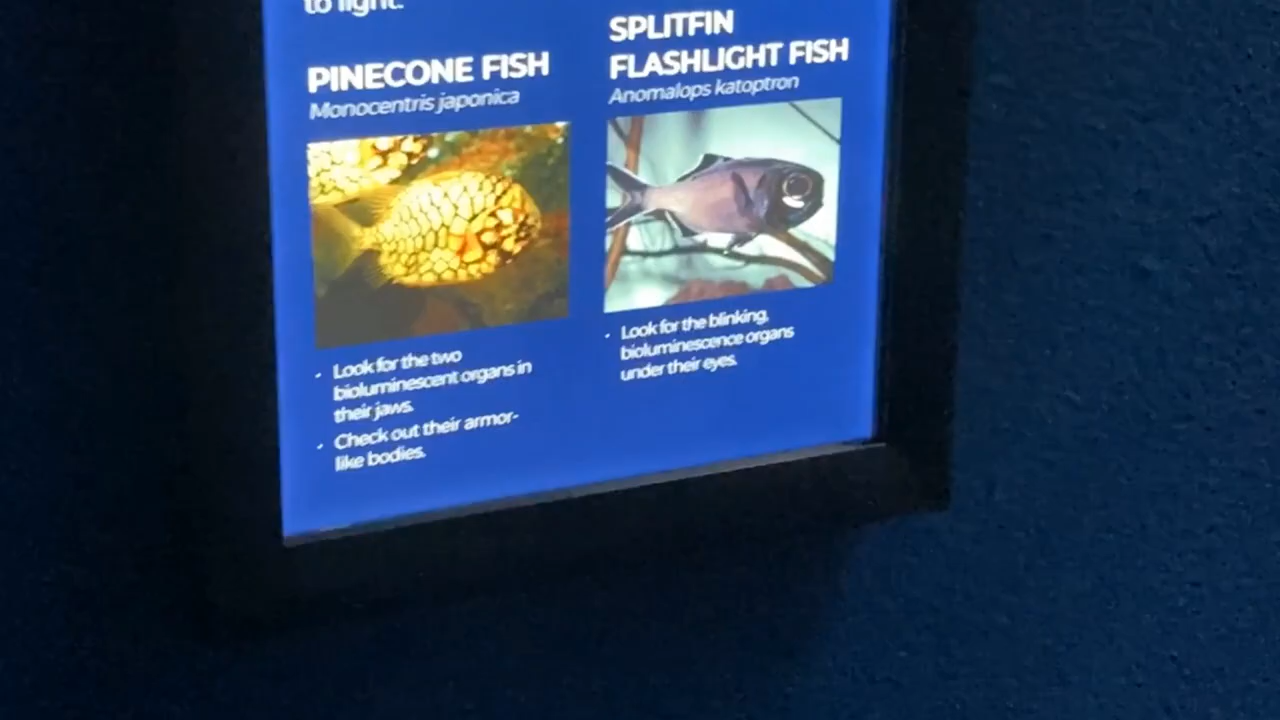 to light.
PINECONE FISH
Monocentris japonica
• Look for the two
bioluminescent organs in
their jaws.
• Check out their armor-
like bodies.
SPLITFIN
FLASHLIGHT FISH
Anomalops katoptron
• Look for the blinking,
bioluminescence organs
under their eyes.